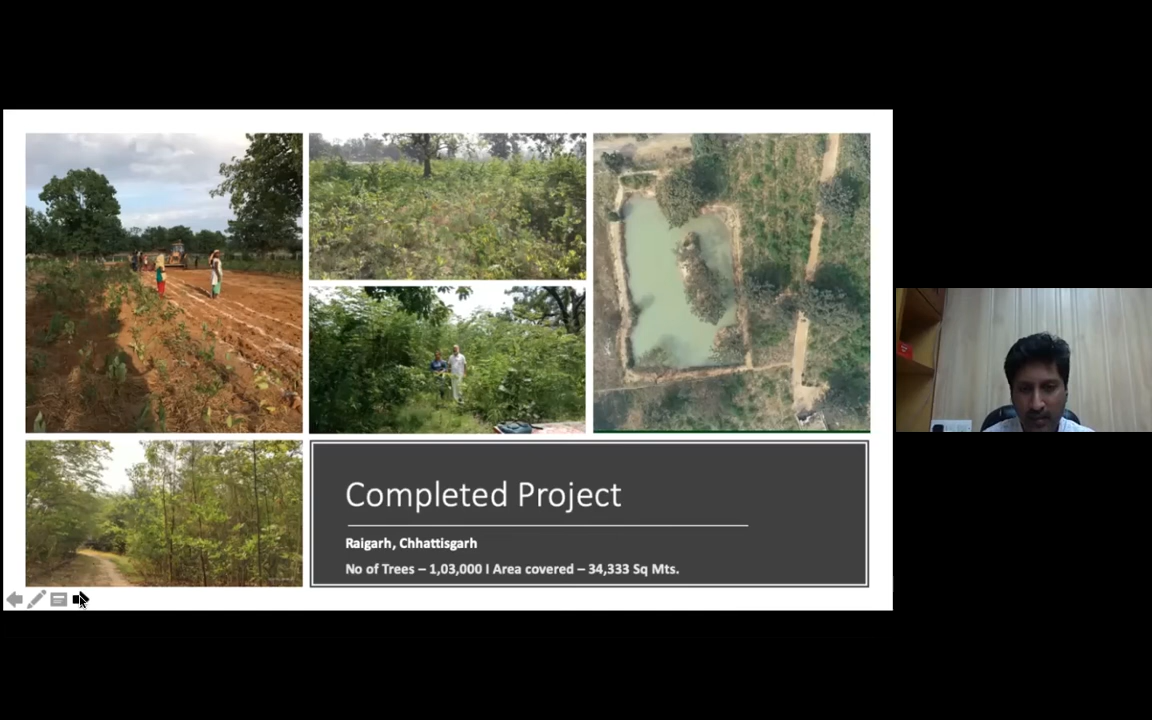 Completed Project
Raigarh, Chhattisgarh
No of Trees – 1,03,000 I Area covered – 34,333 Sq Mts.